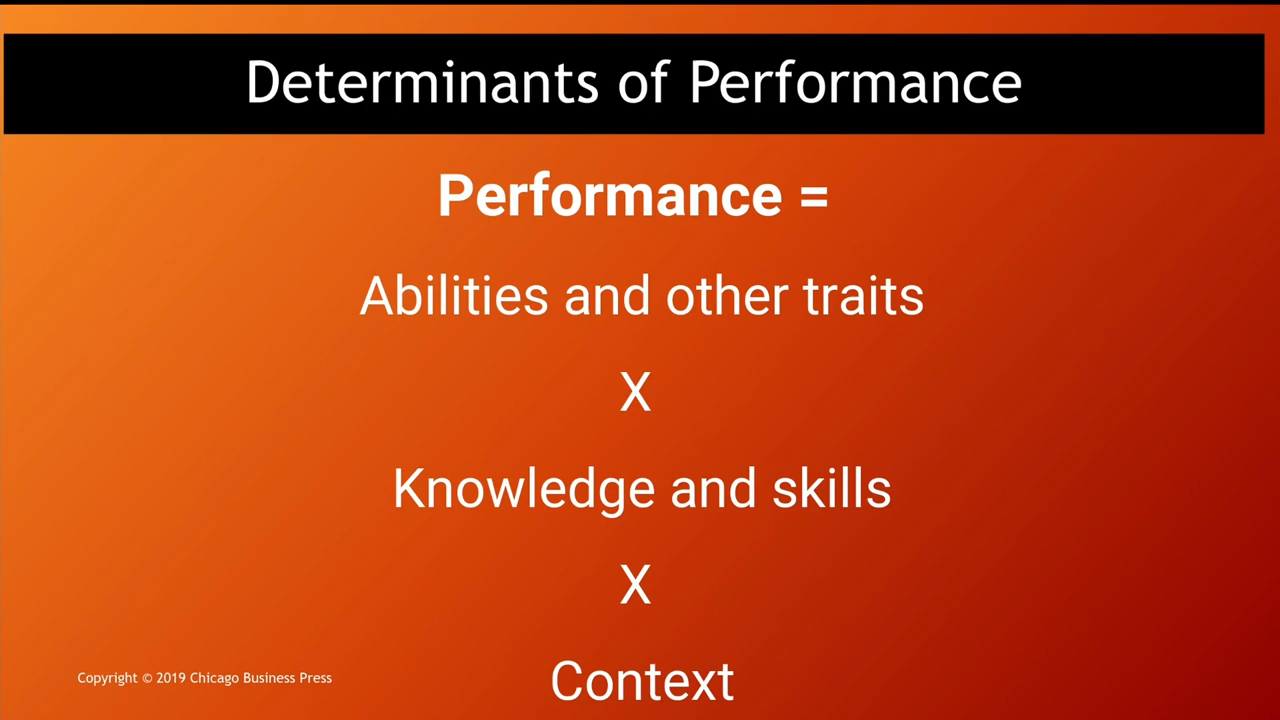 Determinants of Performance
Performance =
Abilities and other traits
X
Knowledge and skills
X
Context
Copyright © 2019 Chicago Business Press